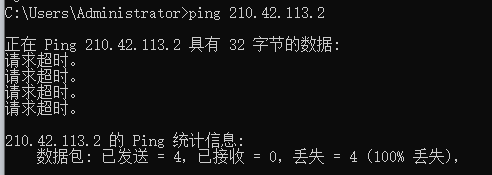 C:\Users\Administrator>ping 210.42.113.2
正在 Ping 210.42.113.2 具有 32 字节的数据:
请求超时。
请求超时。
请求超时。
请求超时。
210.42.113.2 的 Ping 统计信息:
数据包: 已发送 = 4, 已接收 = 0, 丢失 = 4 (100% 丢失),